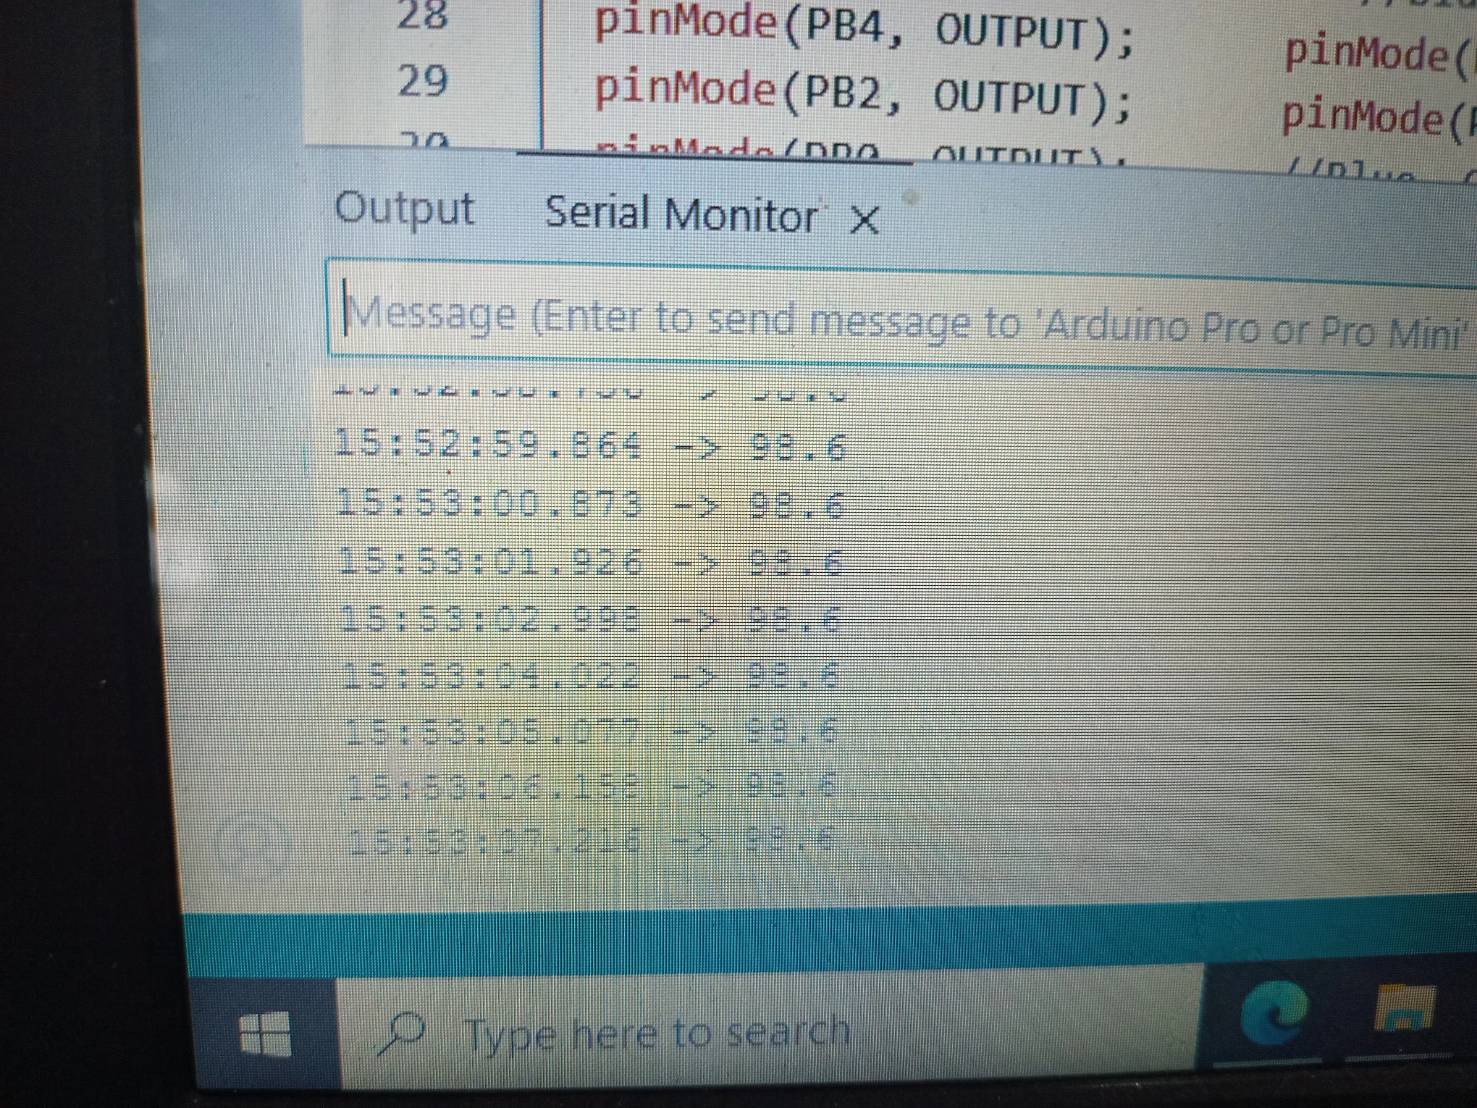 28 pinMode(PB4, OUTPUT); pinMode(
29 pinMode(PB2, OUTPUT); pinMode(
Output Serial Monitor X
Message (Enter to send message to 'Arduino Pro or Pro Mini'
15:52:59.864 -> 98.6
15:53:00.873 -> 98.6
15:53:01.926 -> 98.6
15:53:02.998 -> 98.6
15:53:04.022 -> 98.6
15:53:05.077 -> 98.6
15:53:06.158 -> 98.6
15:53:07.216 -> 98.6
Type here to search